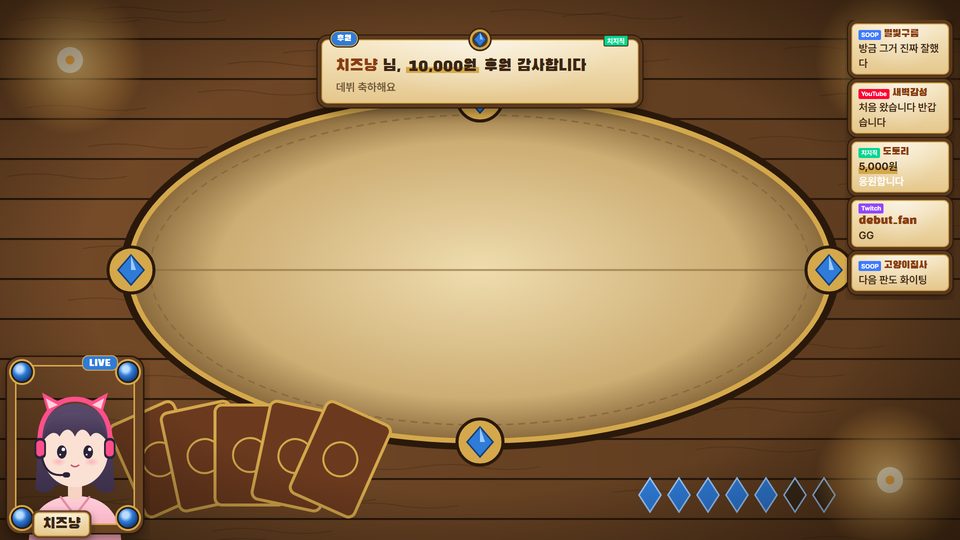 후원
치지직
치즈냥 님, 10,000원 후원 감사합니다
데뷔 축하해요
SOOP 별빛구름
방금 그거 진짜 잘했
다
YouTube 새벽감성
처음 왔습니다 반갑
습니다
치지직 도토리
5,000원
응원합니다
Twitch
debut_fan
GG
SOOP 고양이집사
다음 판도 화이팅
LIVE
치즈냥